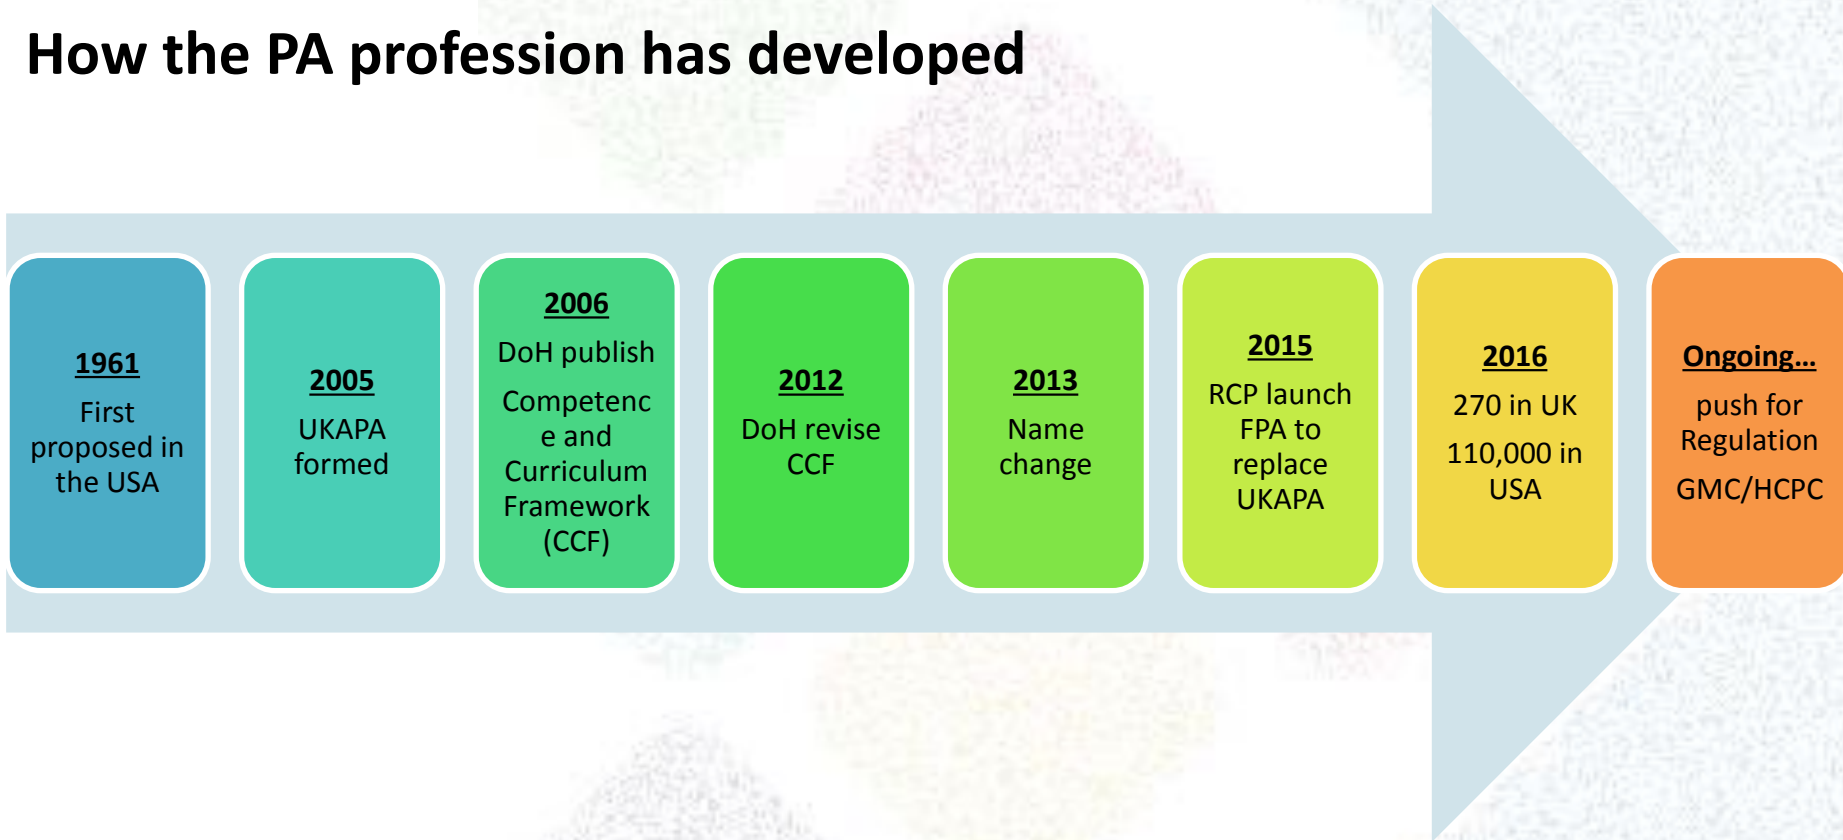 How the PA profession has developed
1961
First
proposed in
the USA
2005
UKAPA
formed
2006
DoH publish
Competenc
e and
Curriculum
Framework
(CCF)
2012
DoH revise
CCF
2013
Name
change
2015
RCP launch
FPA to
replace
UKAPA
2016
270 in UK
110,000 in
USA
Ongoing...
push for
Regulation
GMC/HCPC